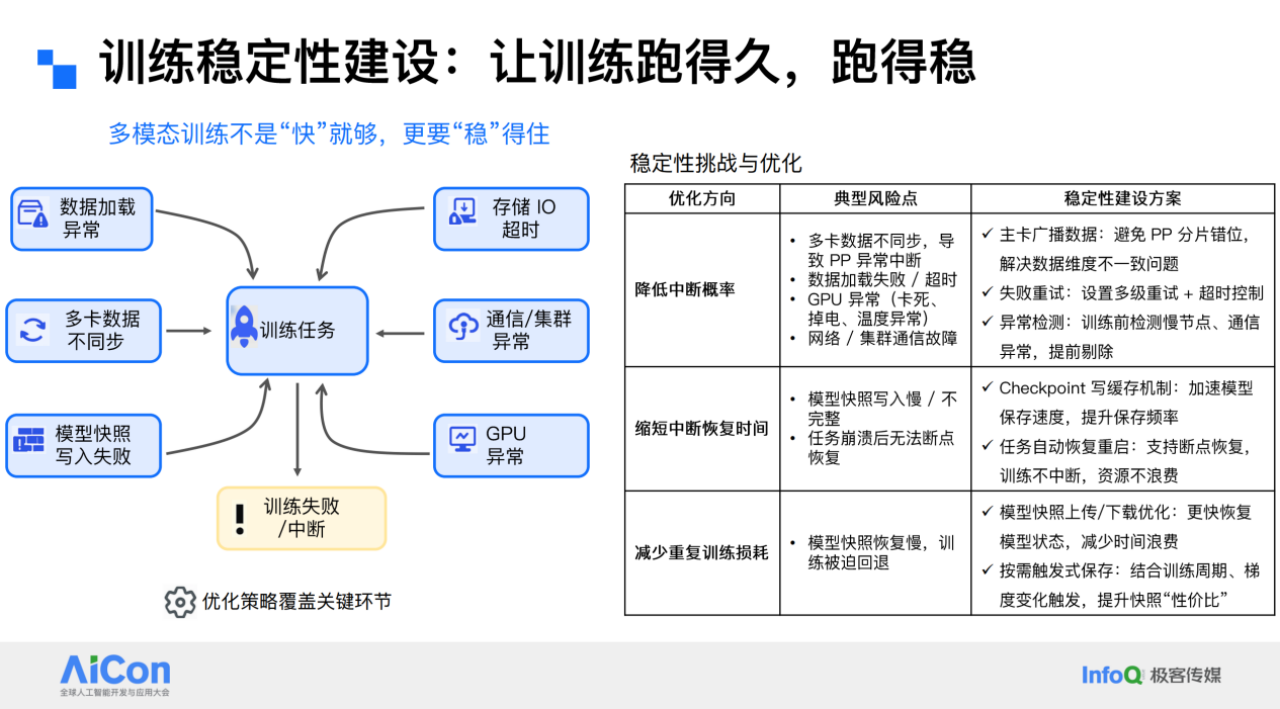 训练稳定性建设：让训练跑得久，跑得稳
多模态训练不是“快”就够，更要“稳”得住
数据加载
异常
多卡数据
不同步
模型快照
写入失败
存储 IO
超时
通信/集群
异常
GPU
异常
训练任务
训练失败
/中断
优化策略覆盖关键环节
稳定性挑战与优化
优化方向
典型风险点
稳定性建设方案
降低中断概率
• 多卡数据不同步，导
致 PP 异常中断
• 数据加载失败 / 超时
• GPU 异常（卡死、
掉电、温度异常）
• 网络 / 集群通信故障
✓ 主卡广播数据：避免 PP 分片错位，
解决数据维度不一致问题
✓ 失败重试：设置多级重试 + 超时控制
✓ 异常检测：训练前检测慢节点、通信
异常，提前剔除
缩短中断恢复时间
• 模型快照写入慢 / 不
完整
• 任务崩溃后无法断点
恢复
✓ Checkpoint 写缓存机制：加速模型
保存速度，提升保存频率
✓ 任务自动恢复重启：支持断点恢复，
训练不中断，资源不浪费
减少重复训练损耗
• 模型快照恢复慢，训
练被迫回退
✓ 模型快照上传/下载优化：更快恢复
模型状态，减少时间浪费
✓ 按需触发式保存：结合训练周期、梯
度变化触发，提升快照“性价比”
AiCon
全球人工智能开发与应用大会
InfoQ 极客传媒